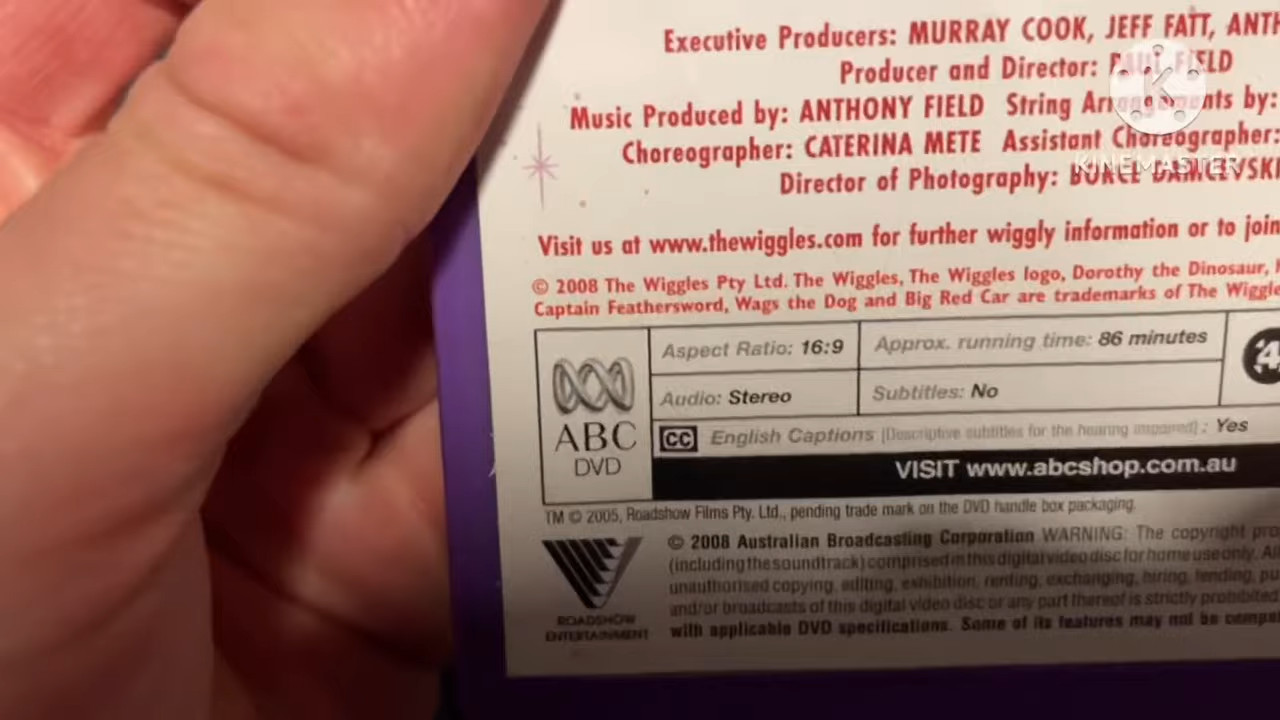 Executive Producers: MURRAY COOK, JEFF FATT, ANTH
Producer and Director: PAUL FIELD
Music Produced by: ANTHONY FIELD String Arrangements by:
Choreographer: CATERINA METE Assistant Choreographer:
Director of Photography:
KINEMASTER
Visit us at www.thewiggles.com for further wiggly information or to join
© 2008 The Wiggles Pty Ltd. The Wiggles, The Wiggles logo, Dorothy the Dinosaur,
Captain Feathersword, Wags the Dog and Big Red Car are trademarks of The Wiggle
Aspect Ratio: 16:9 Approx. running time: 86 minutes
Audio: Stereo Subtitles: No
ABC
DVD
CC English Captions (Descriptive subtitles for the hearing impaired) : Yes
VISIT www.abcshop.com.au
TM © 2005, Roadshow Films Pty. Ltd., pending trade mark on the DVD handle box packaging.
ROADSHOW
ENTERTAINMENT
© 2008 Australian Broadcasting Corporation WARNING: The copyright pro
(including the soundtrack) comprised in this digital video disc for home use only. Al
unauthorised copying, editing, exhibition, renting, exchanging, hiring, lending, pu
and/or broadcasts of this digital video disc or any part thereof is strictly prohibited.
with applicable DVD specifications. Some of its features may not be compa